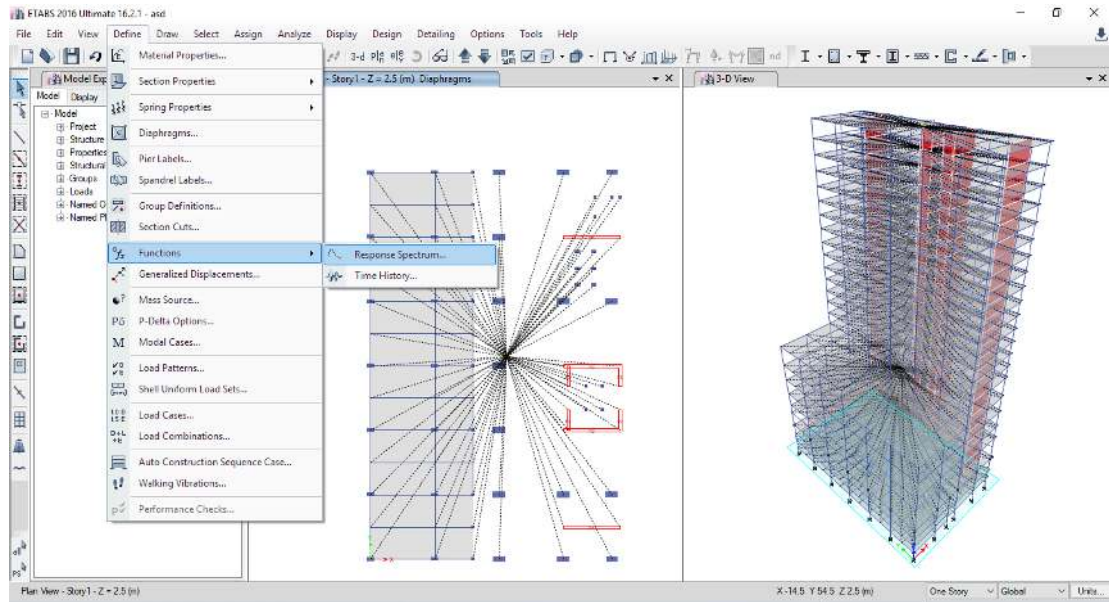 ETABS 2016 Ultimate 16.2.1 - asd
File Edit View Define Draw Select Assign Analyze Display Design Detailing Options Tools Help
3-d nd
Model Exp
- Story1 - Z = 2.5 (m) Diaphragms
3-D View
Model Display
Model
Project
Structure
Properties
Structural
Groups
Loads
Named O
Named Pl
Material Properties...
Section Properties
Spring Properties
Diaphragms...
Pier Labels...
Spandrel Labels...
Group Definitions...
Section Cuts...
Functions
Response Spectrum...
Time History...
Generalized Displacements...
Mass Source...
P-Delta Options...
Modal Cases...
Load Patterns...
Shell Uniform Load Sets...
Load Cases...
Load Combinations...
Auto Construction Sequence Case...
Walking Vibrations...
Performance Checks...
Plan View - Story1 - Z = 2.5 (m)
X -14.5 Y 54.5 Z 2.5 (m)
One Story Global Units...